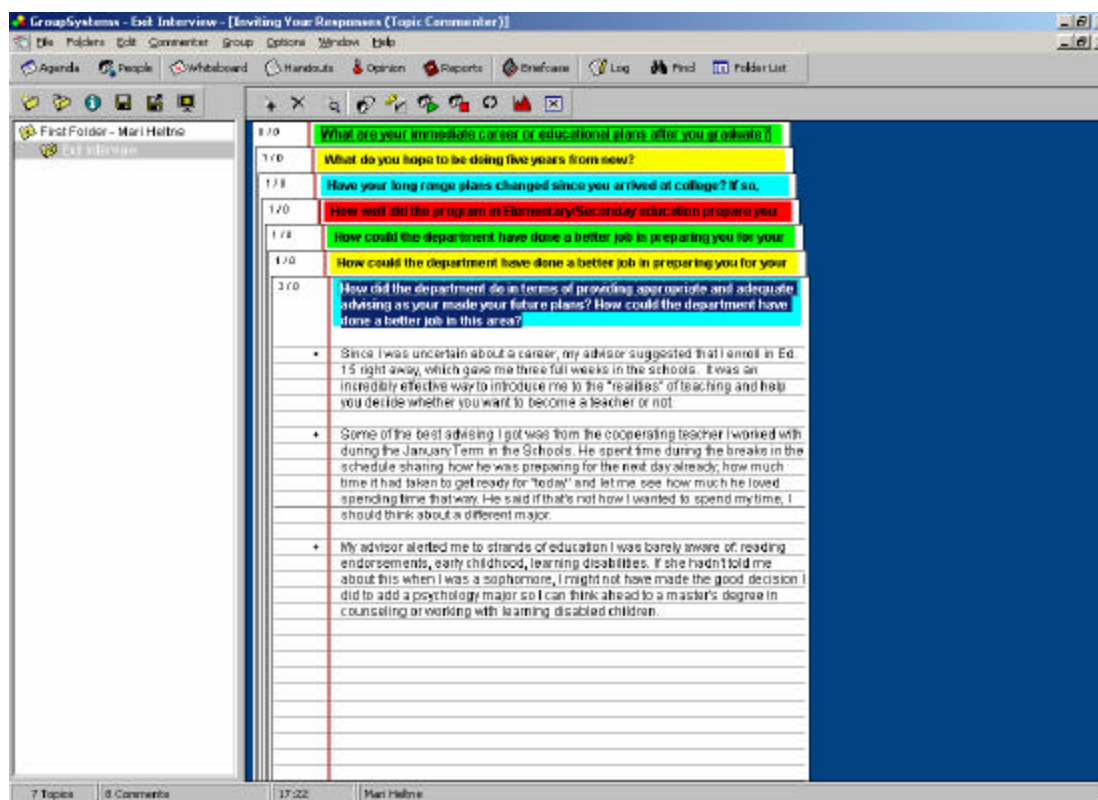 GroupSystems - Exit Interview - [Inviting Your Responses (Topic Commenter)]
File Folders Edit Commenter Group Options Window Help
Agenda People Whiteboard Handouts Opinion Reports Briefcase Log Find Folder List
First Folder - Mari Heltne
Exit Interview
What are your immediate career or educational plans after you graduate?
1 / 0 What do you hope to be doing five years from now?
1 / 0 Have your long range plans changed since you arrived at college? If so,
1 / 0 How well did the program in Elementary/Seconday education prepare you
1 / 0 How could the department have done a better job in preparing you for your
1 / 0 How could the department have done a better job in preparing you for your
3 / 0 How did the department do in terms of providing appropriate and adequate
advising as your made your future plans? How could the department have
done a better job in this area?
Since I was uncertain about a career, my advisor suggested that I enroll in Ed.
15 right away, which gave me three full weeks in the schools. It was an
incredibly effective way to introduce me to the "realities" of teaching and help
you decide whether you want to become a teacher or not.
Some of the best advising I got was from the cooperating teacher I worked with
during the January Term in the Schools. He spent time during the breaks in the
schedule sharing how he was preparing for the next day already; how much
time it had taken to get ready for "today" and let me see how much he loved
spending time that way. He said if that's not how I wanted to spend my time, I
should think about a different major.
My advisor alerted me to strands of education I was barely aware of: reading
endorsements, early childhood, learning disabilities. If she hadn't told me
about this when I was a sophomore, I might not have made the good decision I
did to add a psychology major so I can think ahead to a master's degree in
counseling or working with learning disabled children.
7 Topics 8 Comments 17:22 Mari Heltne